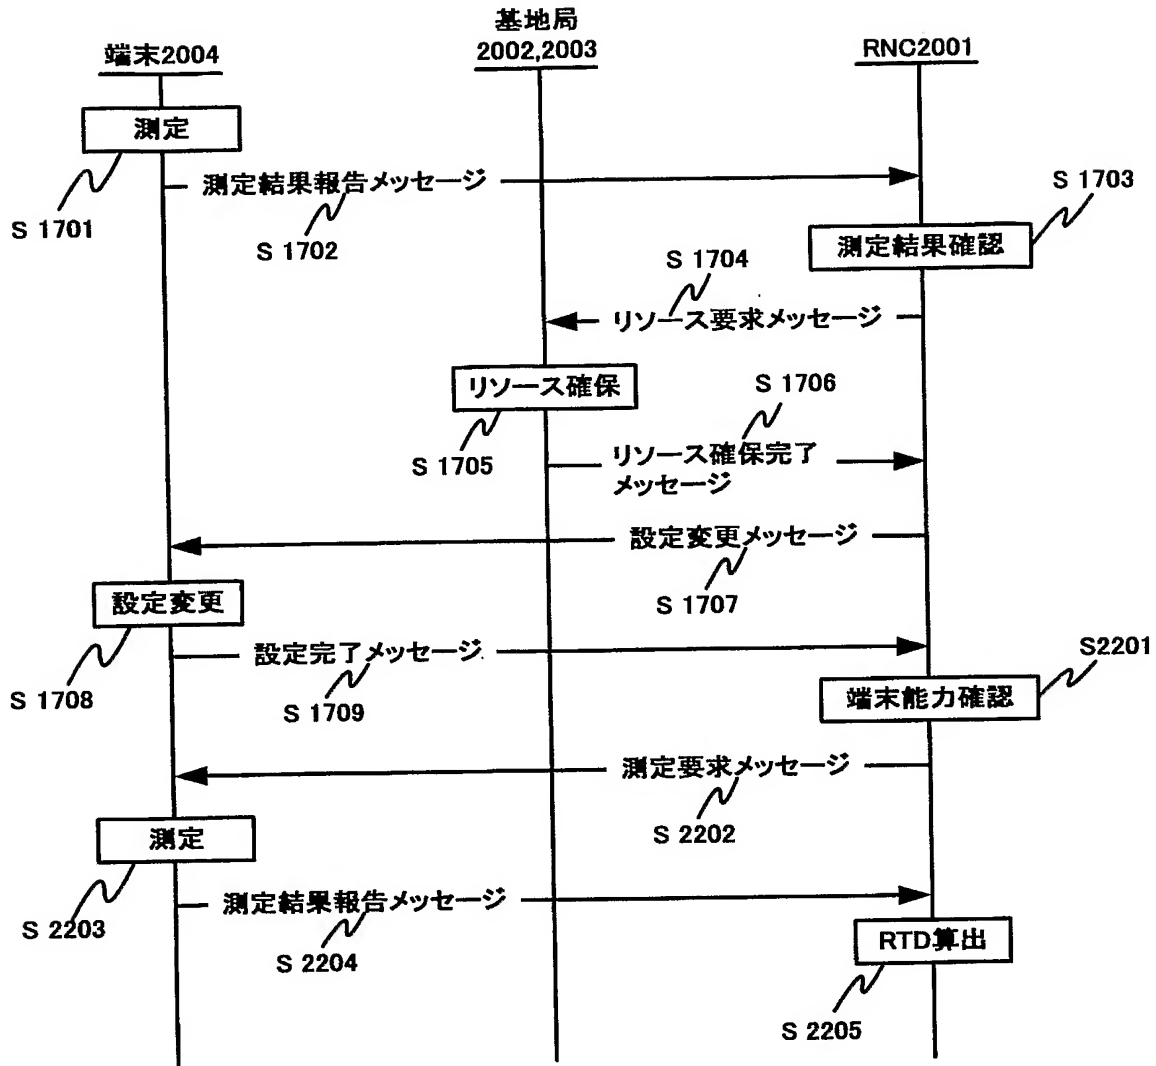 端末2004
基地局
2002,2003
RNC2001
測定
S 1701
測定結果報告メッセージ
S 1702
S 1703
測定結果確認
S 1704
リソース要求メッセージ
リソース確保
S 1705
S 1706
リソース確保完了
メッセージ
設定変更メッセージ
S 1707
設定変更
S 1708
設定完了メッセージ
S 1709
S2201
端末能力確認
測定要求メッセージ
S 2202
測定
S 2203
測定結果報告メッセージ
S 2204
RTD算出
S 2205